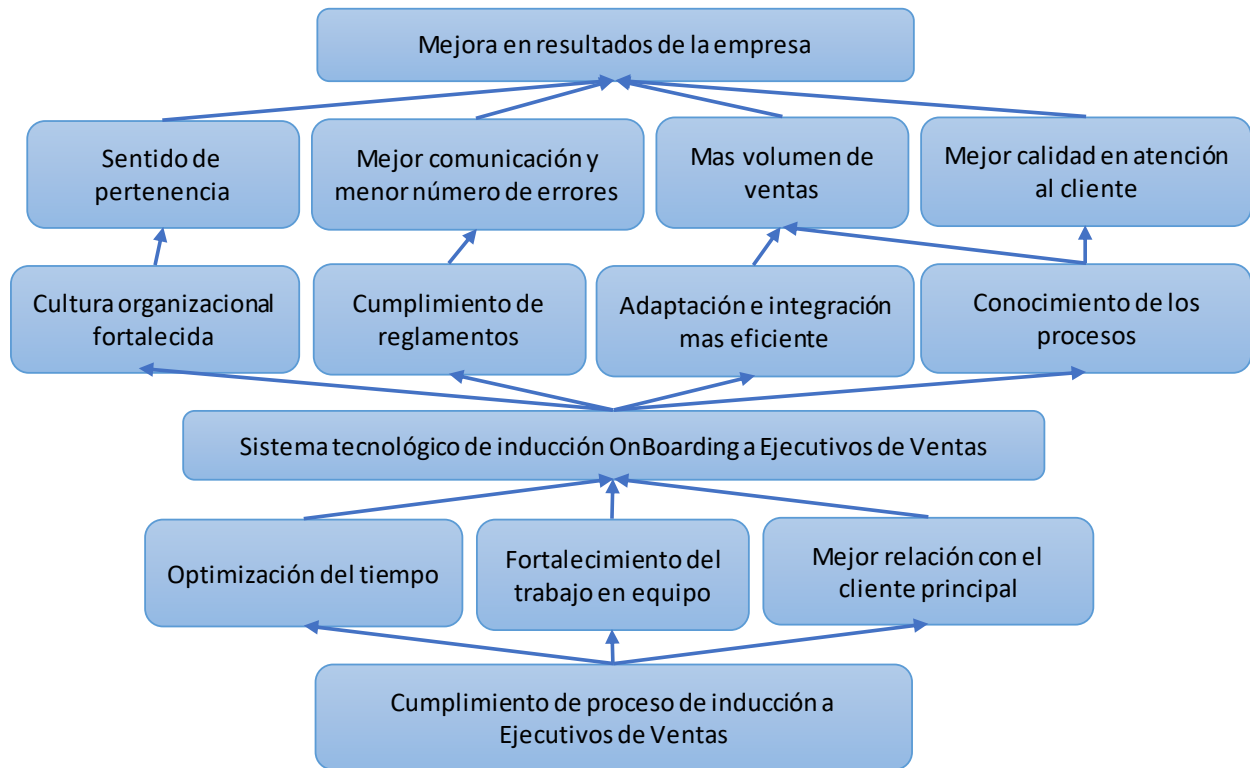 Mejora en resultados de la empresa
Sentido de
pertenencia
Mejor comunicación y
menor número de errores
Mas volumen de
ventas
Mejor calidad en atención
al cliente
Cultura organizacional
fortalecida
Cumplimiento de
reglamentos
Adaptación e integración
mas eficiente
Conocimiento de los
procesos
Sistema tecnológico de inducción OnBoarding a Ejecutivos de Ventas
Optimización del tiempo
Fortalecimiento del
trabajo en equipo
Mejor relación con el
cliente principal
Cumplimiento de proceso de inducción a
Ejecutivos de Ventas